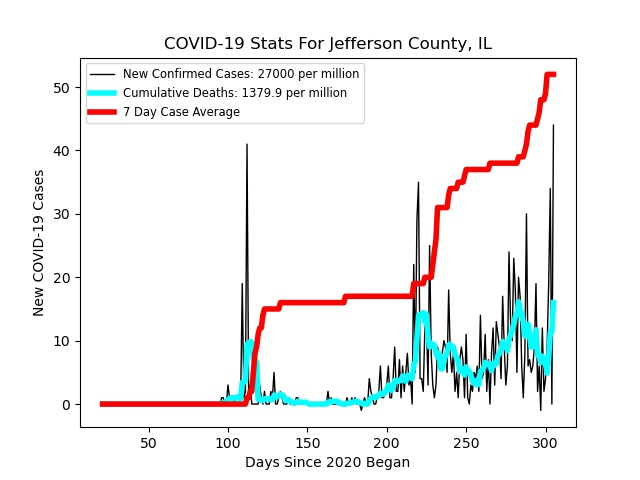 COVID-19 Stats For Jefferson County, IL
New Confirmed Cases: 27000 per million
Cumulative Deaths: 1379.9 per million
7 Day Case Average
New COVID-19 Cases
50
40
30
20
10
0
50 100 150 200 250 300
Days Since 2020 Began